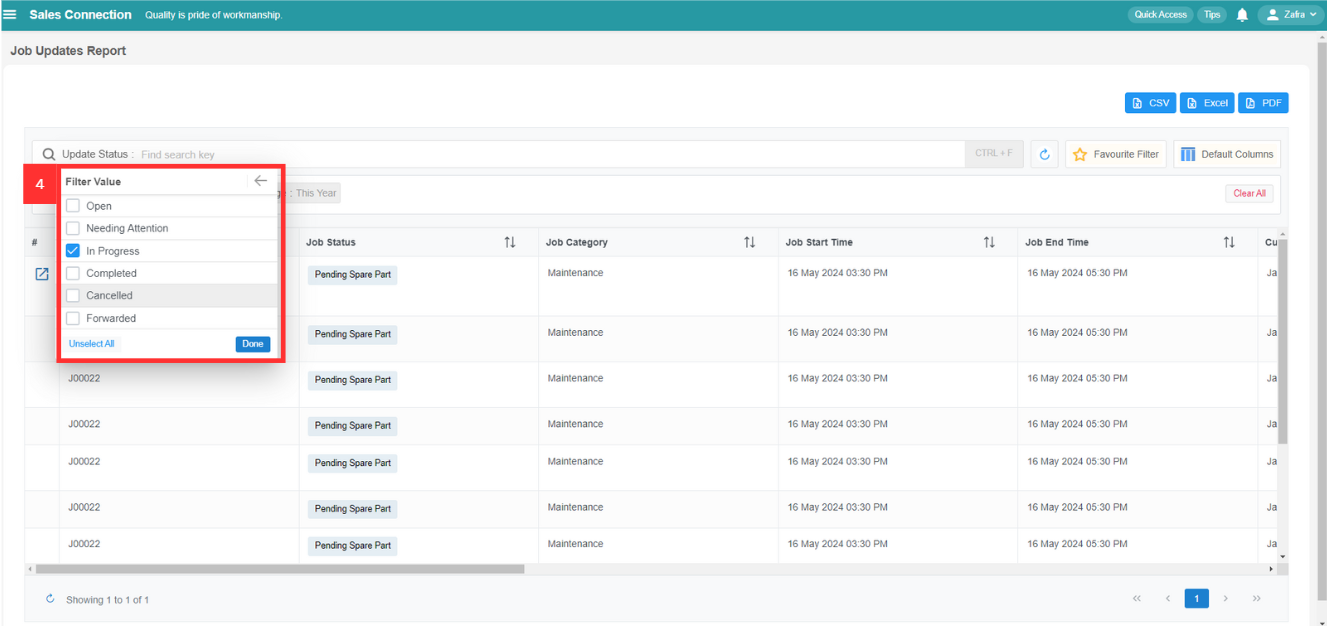 Sales Connection Quality is pride of workmanship. Quick Access Tips Zafra
Job Updates Report
CSV Excel PDF
Update Status : Find search key CTRL + F Favourite Filter Default Columns
4 Filter Value
: This Year Clear All
Open
Needing Attention
In Progress
Completed
Cancelled
Forwarded
Unselect All Done
# Job Status Job Category Job Start Time Job End Time Cu
Pending Spare Part Maintenance 16 May 2024 03:30 PM 16 May 2024 05:30 PM Ja
Pending Spare Part Maintenance 16 May 2024 03:30 PM 16 May 2024 05:30 PM Ja
J00022 Pending Spare Part Maintenance 16 May 2024 03:30 PM 16 May 2024 05:30 PM Ja
J00022 Pending Spare Part Maintenance 16 May 2024 03:30 PM 16 May 2024 05:30 PM Ja
J00022 Pending Spare Part Maintenance 16 May 2024 03:30 PM 16 May 2024 05:30 PM Ja
J00022 Pending Spare Part Maintenance 16 May 2024 03:30 PM 16 May 2024 05:30 PM Ja
J00022 Pending Spare Part Maintenance 16 May 2024 03:30 PM 16 May 2024 05:30 PM Ja
Showing 1 to 1 of 1 « ‹ 1 › »